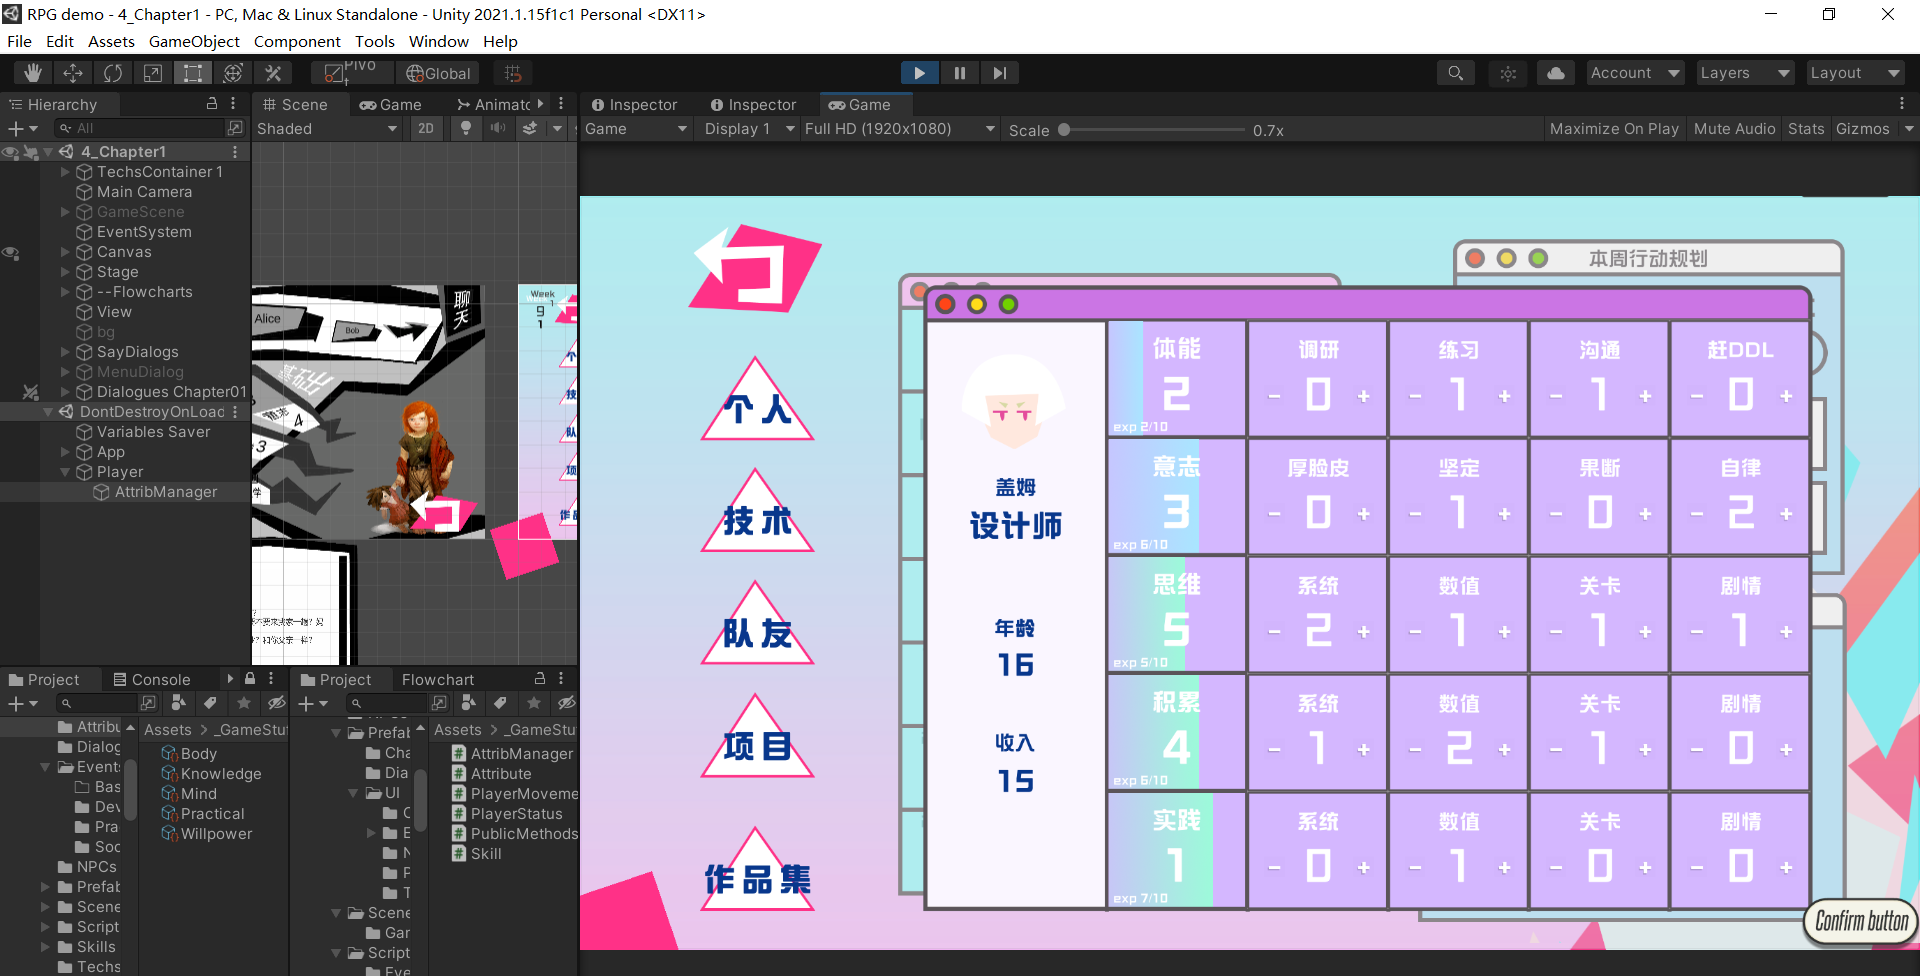 RPG demo - 4_Chapter1 - PC, Mac & Linux Standalone - Unity 2021.1.15f1c1 Personal <DX11>
File Edit Assets GameObject Component Tools Window Help
Global
Account Layers Layout
Hierarchy
All
4_Chapter1
TechsContainer 1
Main Camera
GameScene
EventSystem
Canvas
Stage
--Flowcharts
View
bg
SayDialogs
MenuDialog
Dialogues Chapter01
DontDestroyOnLoad
Variables Saver
App
Player
AttribManager
Scene Game Animato
Shaded 2D
Alice
Bob
聊天
基础
4
3
Week
1
9
1
Inspector Inspector Game
Game Display 1 Full HD (1920x1080) Scale 0.7x Maximize On Play Mute Audio Stats Gizmos
个人
技术
队友
项目
作品集
本周行动规划
盖姆
设计师
年龄
16
收入
15
体能 调研 练习 沟通 赶DDL
2 - 0 + - 1 + - 1 + - 0 +
exp 2/10
意志 厚脸皮 坚定 果断 自律
3 - 0 + - 1 + - 0 + - 2 +
exp 6/10
思维 系统 数值 关卡 剧情
5 - 2 + - 1 + - 1 + - 1 +
exp 5/10
积累 系统 数值 关卡 剧情
4 - 1 + - 2 + - 1 + - 0 +
exp 6/10
实践 系统 数值 关卡 剧情
1 - 0 + - 1 + - 0 + - 0 +
exp 7/10
Confirm button
Project Console
Attribu
Dialog
Events
Bas
Dev
Pra
Soc
NPCs
Prefab
Scene
Script
Skills
Techs
Assets > _GameStu
Body
Knowledge
Mind
Practical
Willpower
Project Flowchart
Prefab
Cha
Dia
UI
Scene
Gar
Script
Assets > _GameStu
AttribManager
Attribute
PlayerMoveme
PlayerStatus
PublicMethods
Skill